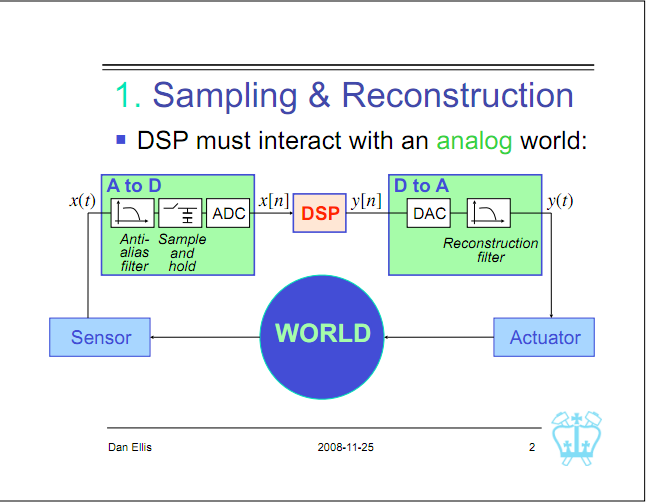 1. Sampling & Reconstruction
DSP must interact with an analog world:
A to D
x(t)
Anti-
alias
filter
Sample
and
hold
ADC
x[n]
DSP
y[n]
D to A
DAC
Reconstruction
filter
y(t)
Sensor
WORLD
Actuator
Dan Ellis
2008-11-25
2